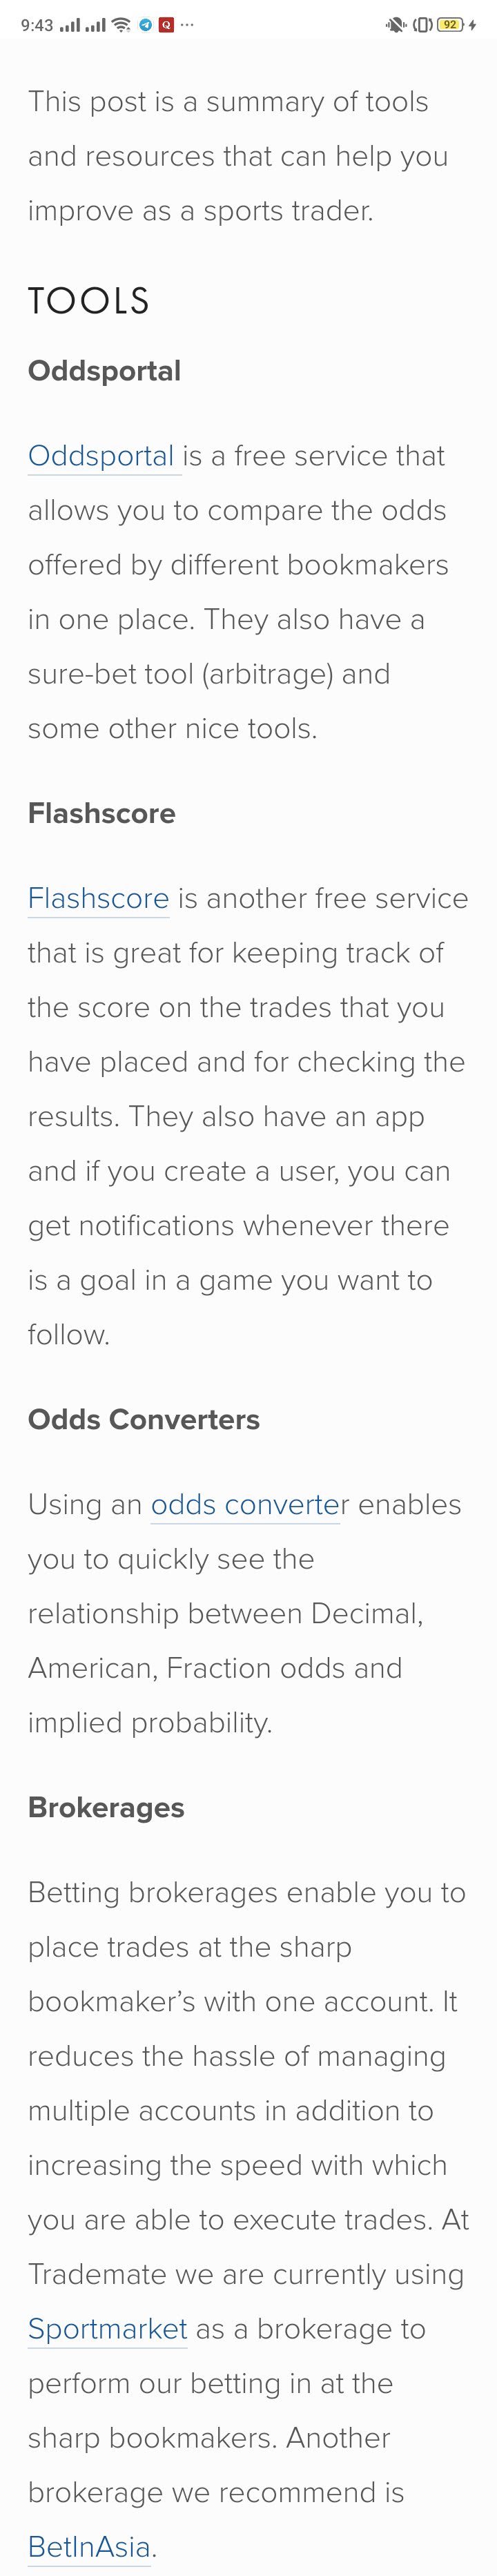 9:43
Q
92
This post is a summary of tools
and resources that can help you
improve as a sports trader.
TOOLS
Oddsportal
Oddsportal is a free service that
allows you to compare the odds
offered by different bookmakers
in one place. They also have a
sure-bet tool (arbitrage) and
some other nice tools.
Flashscore
Flashscore is another free service
that is great for keeping track of
the score on the trades that you
have placed and for checking the
results. They also have an app
and if you create a user, you can
get notifications whenever there
is a goal in a game you want to
follow.
Odds Converters
Using an odds converter enables
you to quickly see the
relationship between Decimal,
American, Fraction odds and
implied probability.
Brokerages
Betting brokerages enable you to
place trades at the sharp
bookmaker's with one account. It
reduces the hassle of managing
multiple accounts in addition to
increasing the speed with which
you are able to execute trades. At
Trademate we are currently using
Sportmarket as a brokerage to
perform our betting in at the
sharp bookmakers. Another
brokerage we recommend is
BetInAsia.